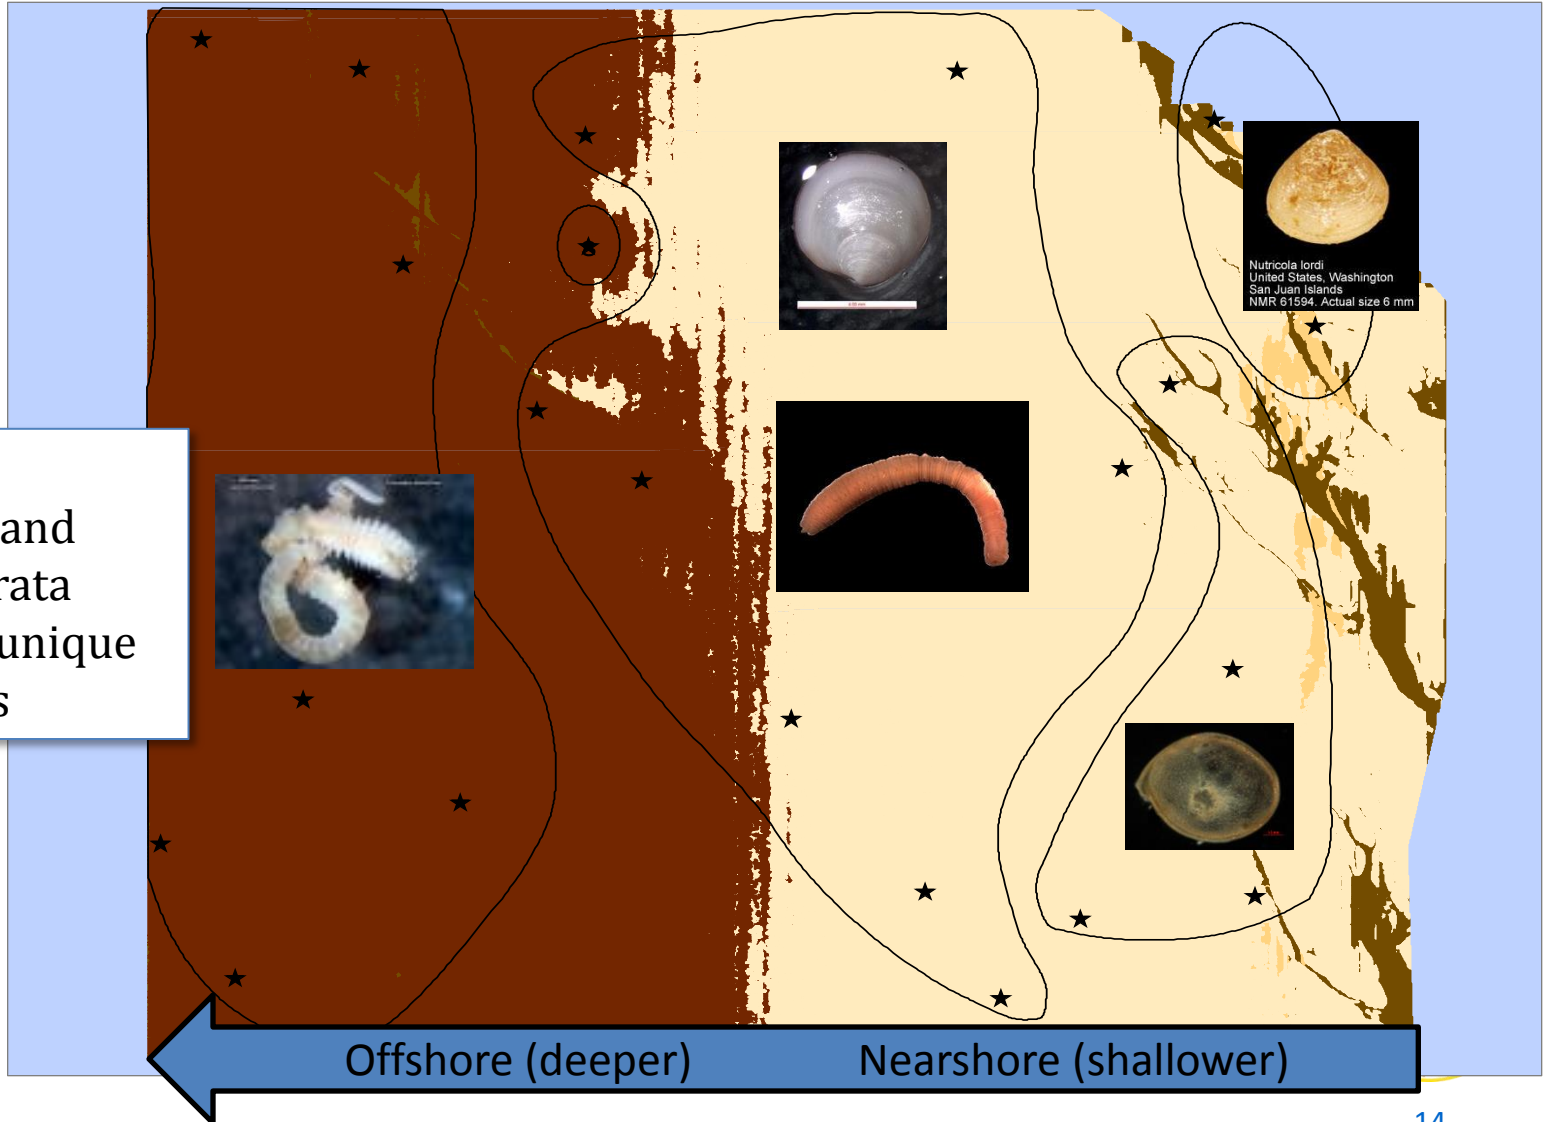 Nutricola lordi
United States, Washington
San Juan Islands
NMR 61594. Actual size 6 mm
and
rata
unique
s
Offshore (deeper)
Nearshore (shallower)
14